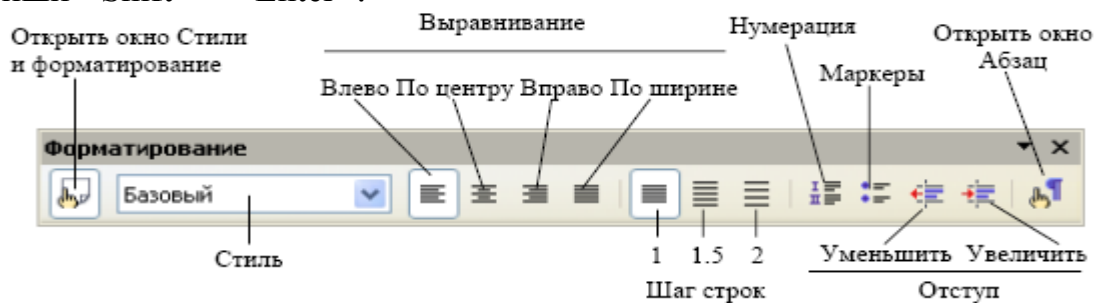 Открыть окно Стили
и форматирование
Выравнивание
Нумерация
Открыть окно
Абзац
Маркеры
Влево По центру Вправо По ширине
Форматирование
Базовый
Стиль
1 1.5 2
Шаг строк
Уменьшить Увеличить
Отступ